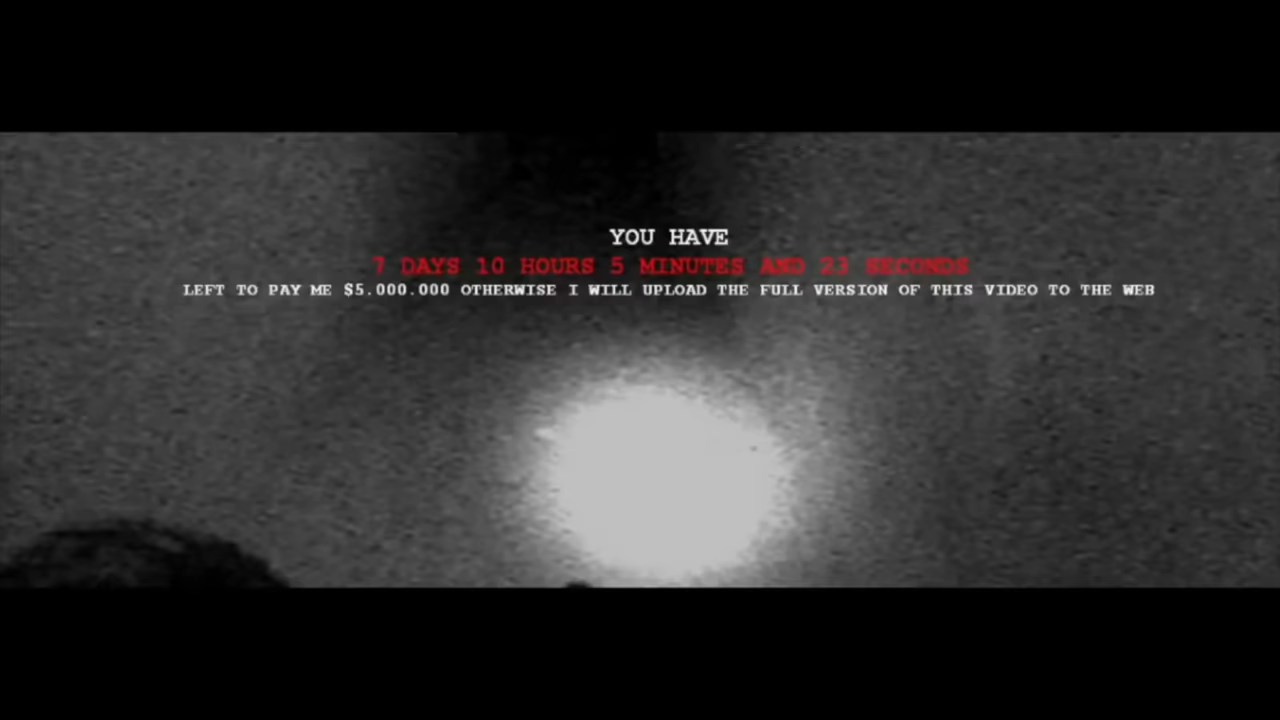 YOU HAVE
7 DAYS 10 HOURS 5 MINUTES AND 23 SECONDS
LEFT TO PAY ME $5.000.000 OTHERWISE I WILL UPLOAD THE FULL VERSION OF THIS VIDEO TO THE WEB